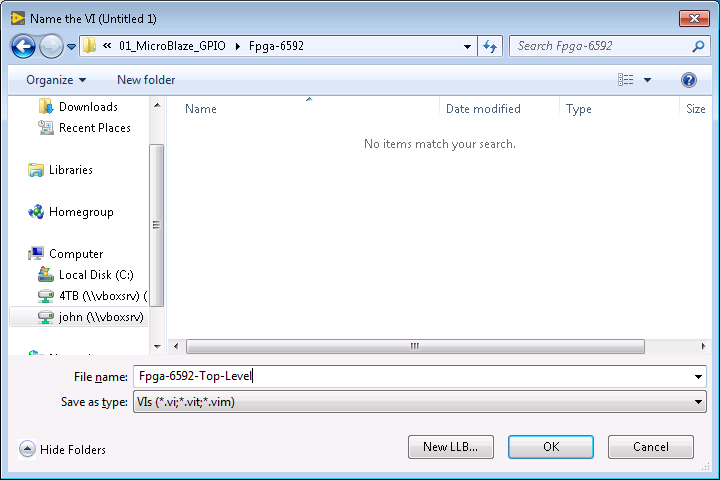 Name the VI (Untitled 1)
« 01_MicroBlaze_GPIO Fpga-6592
Search Fpga-6592
Organize New folder
Name Date modified Type Size
Downloads
Recent Places
No items match your search.
Libraries
Homegroup
Computer
Local Disk (C:)
4TB (\\vboxsrv) (
john (\\vboxsrv)
File name: Fpga-6592-Top-Level
Save as type: VIs (*.vi;*.vit;*.vim)
Hide Folders
New LLB... OK Cancel